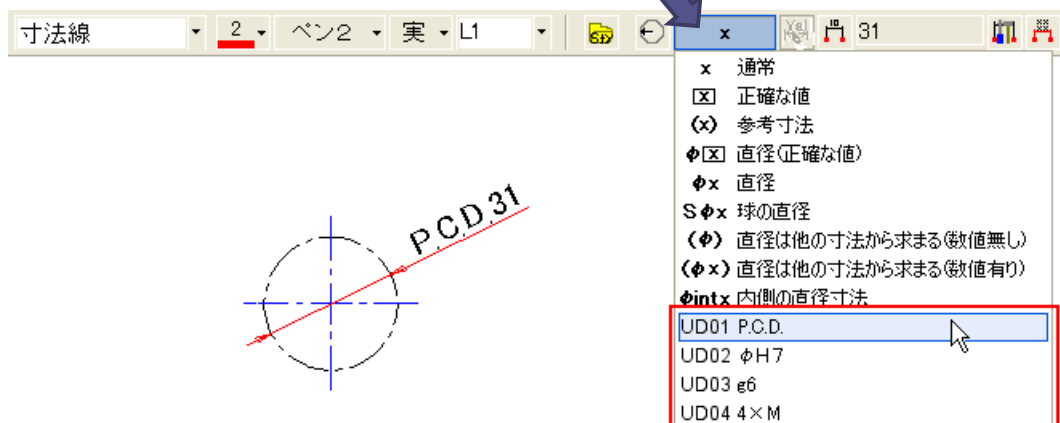 寸法線 2 ペン2 実 L1 x 31
x 通常
x 正確な値
(x) 参考寸法
φx 直径(正確な値)
φx 直径
Sφx 球の直径
(φ) 直径は他の寸法から求まる(数値無し)
(φx) 直径は他の寸法から求まる(数値有り)
φintx 内側の直径寸法
UD01 P.C.D.
UD02 φH7
UD03 g6
UD04 4×M
P.C.D.31